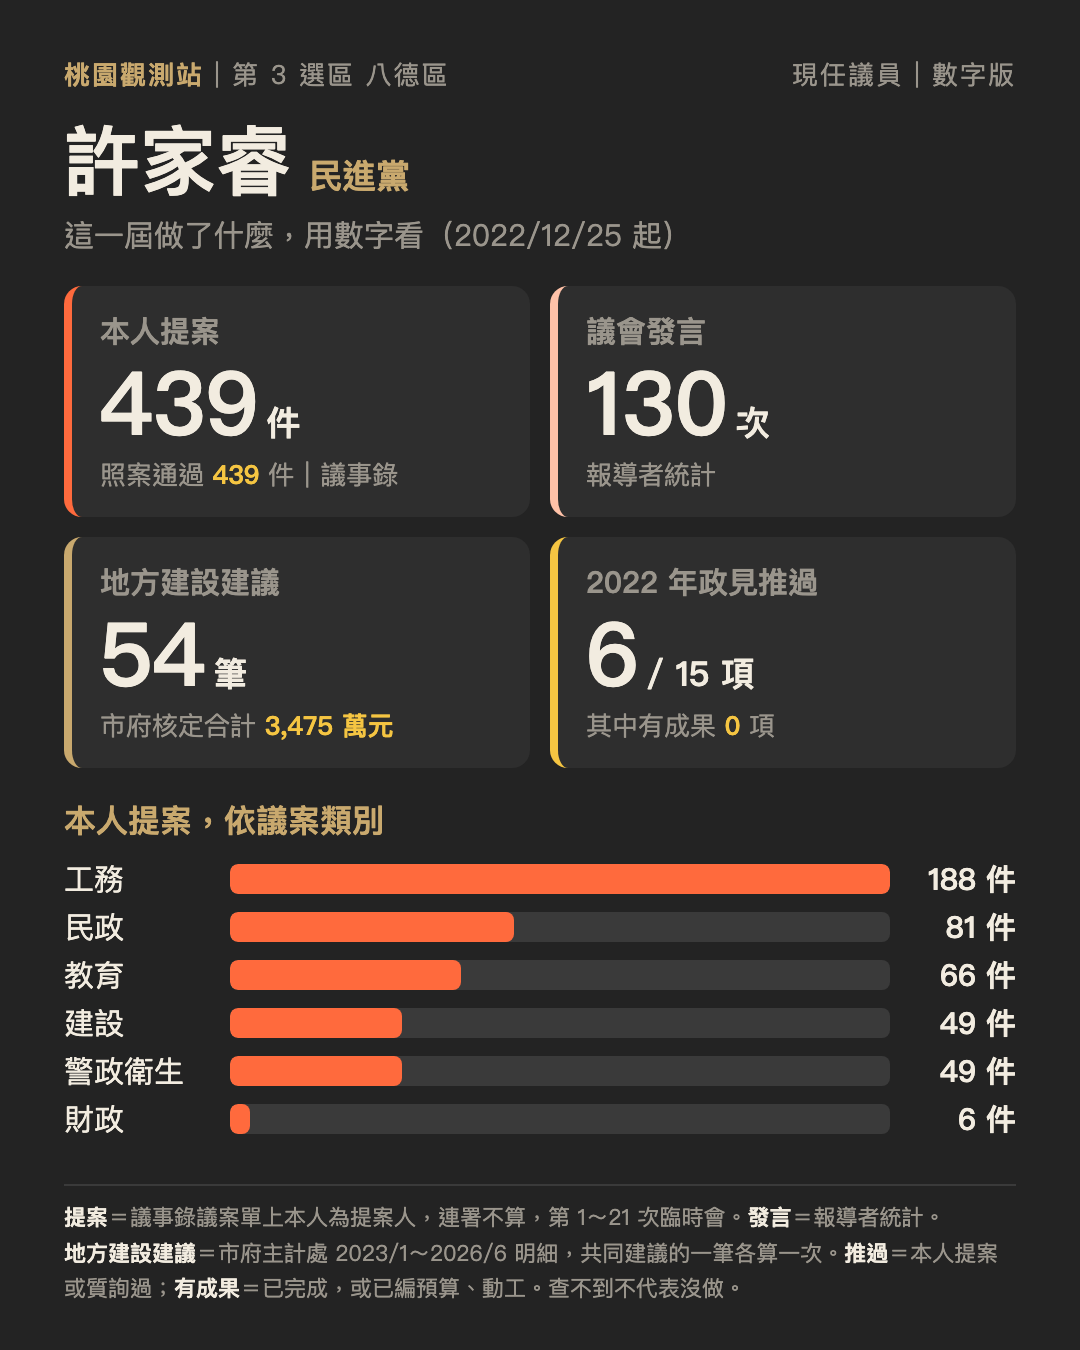 桃園觀測站｜第 3 選區 八德區
現任議員｜數字版
許家睿 民進黨
這一屆做了什麼，用數字看（2022/12/25 起）
本人提案
439 件
照案通過 439 件｜議事錄
議會發言
130 次
報導者統計
地方建設建議
54 筆
市府核定合計 3,475 萬元
2022 年政見推過
6 / 15 項
其中有成果 0 項
本人提案，依議案類別
工務 188 件
民政 81 件
教育 66 件
建設 49 件
警政衛生 49 件
財政 6 件
提案＝議事錄議案單上本人為提案人，連署不算，第 1～21 次臨時會。發言＝報導者統計。
地方建設建議＝市府主計處 2023/1～2026/6 明細，共同建議的一筆各算一次。推過＝本人提案
或質詢過；有成果＝已完成，或已編預算、動工。查不到不代表沒做。